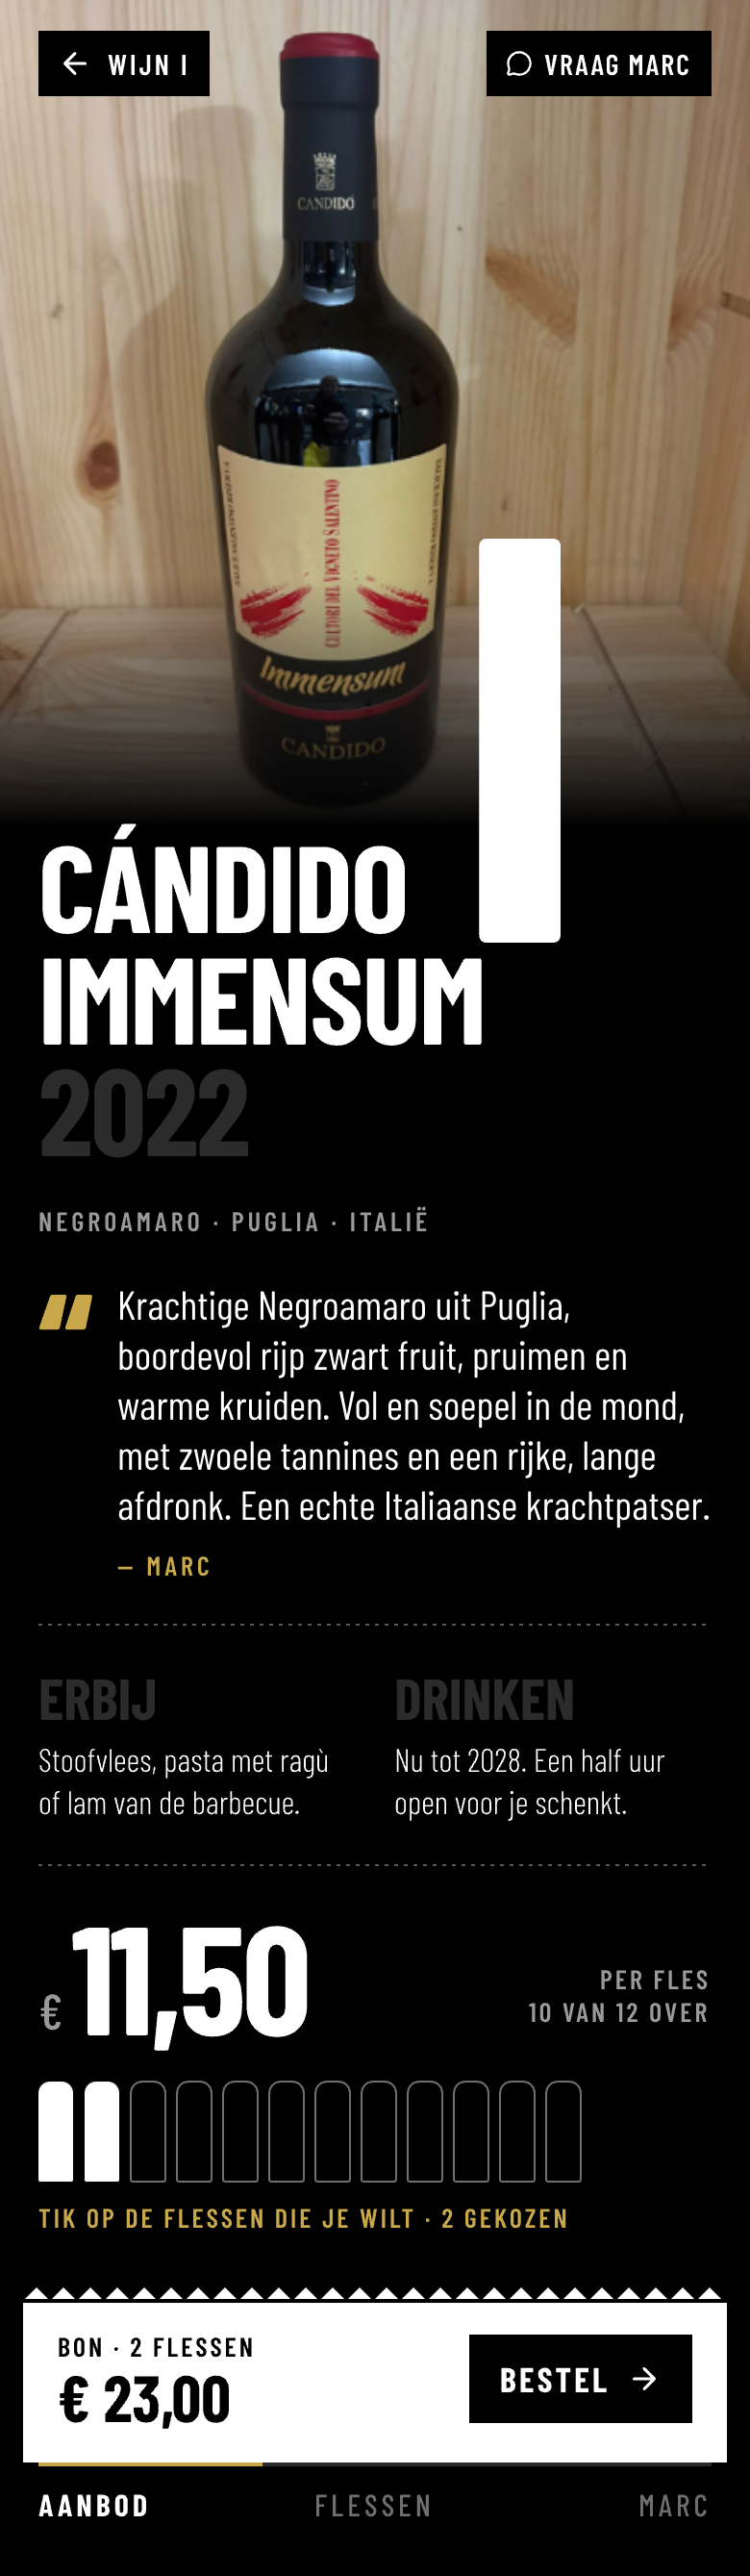 WIJN I
VRAAG MARC
CANDIDO
CULTORI DEL VIGNETO SALENTINO
Immensum
CANDIDO
CÁNDIDO
IMMENSUM
2022
NEGROAMARO · PUGLIA · ITALIË
Krachtige Negroamaro uit Puglia,
boordevol rijp zwart fruit, pruimen en
warme kruiden. Vol en soepel in de mond,
met zwoele tannines en een rijke, lange
afdronk. Een echte Italiaanse krachtpatser.
— MARC
ERBIJ
DRINKEN
Stoofvlees, pasta met ragù
of lam van de barbecue.
Nu tot 2028. Een half uur
open voor je schenkt.
€ 11,50
PER FLES
10 VAN 12 OVER
TIK OP DE FLESSEN DIE JE WILT · 2 GEKOZEN
BON · 2 FLESSEN
€ 23,00
BESTEL
AANBOD
FLESSEN
MARC